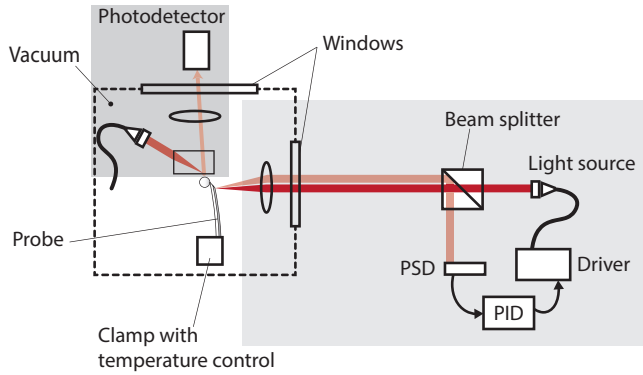 Photodetector
Vacuum
Windows
Beam splitter
Light source
Probe
PSD
Driver
PID
Clamp with
temperature control